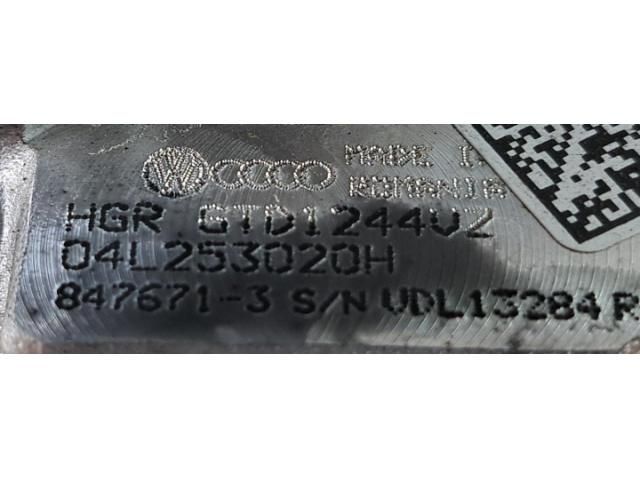 MADE I
ROMANIA
HGR GTD1244VZ
04L253020H
847671-3 S/N VDL13284 R